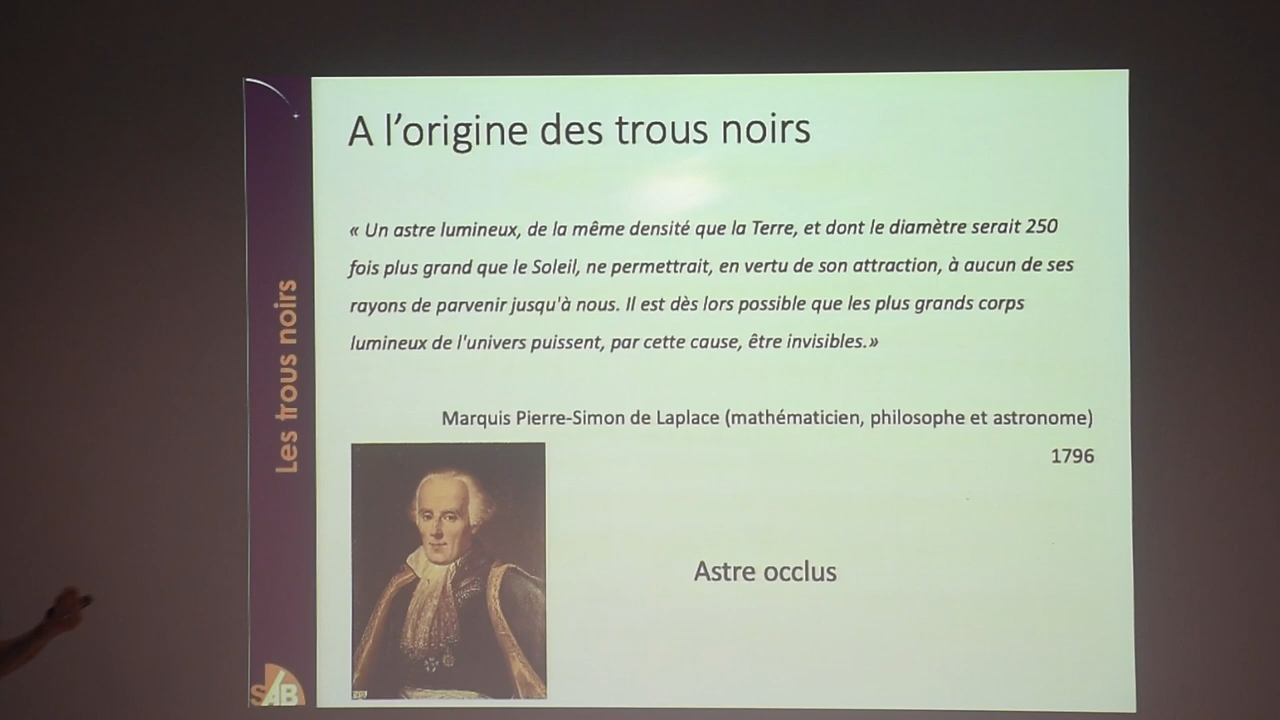 A l'origine des trous noirs
« Un astre lumineux, de la même densité que la Terre, et dont le diamètre serait 250
fois plus grand que le Soleil, ne permettrait, en vertu de son attraction, à aucun de ses
rayons de parvenir jusqu'à nous. Il est dès lors possible que les plus grands corps
lumineux de l'univers puissent, par cette cause, être invisibles.»
Marquis Pierre-Simon de Laplace (mathématicien, philosophe et astronome)
1796
Astre occlus
Les trous noirs
SAB